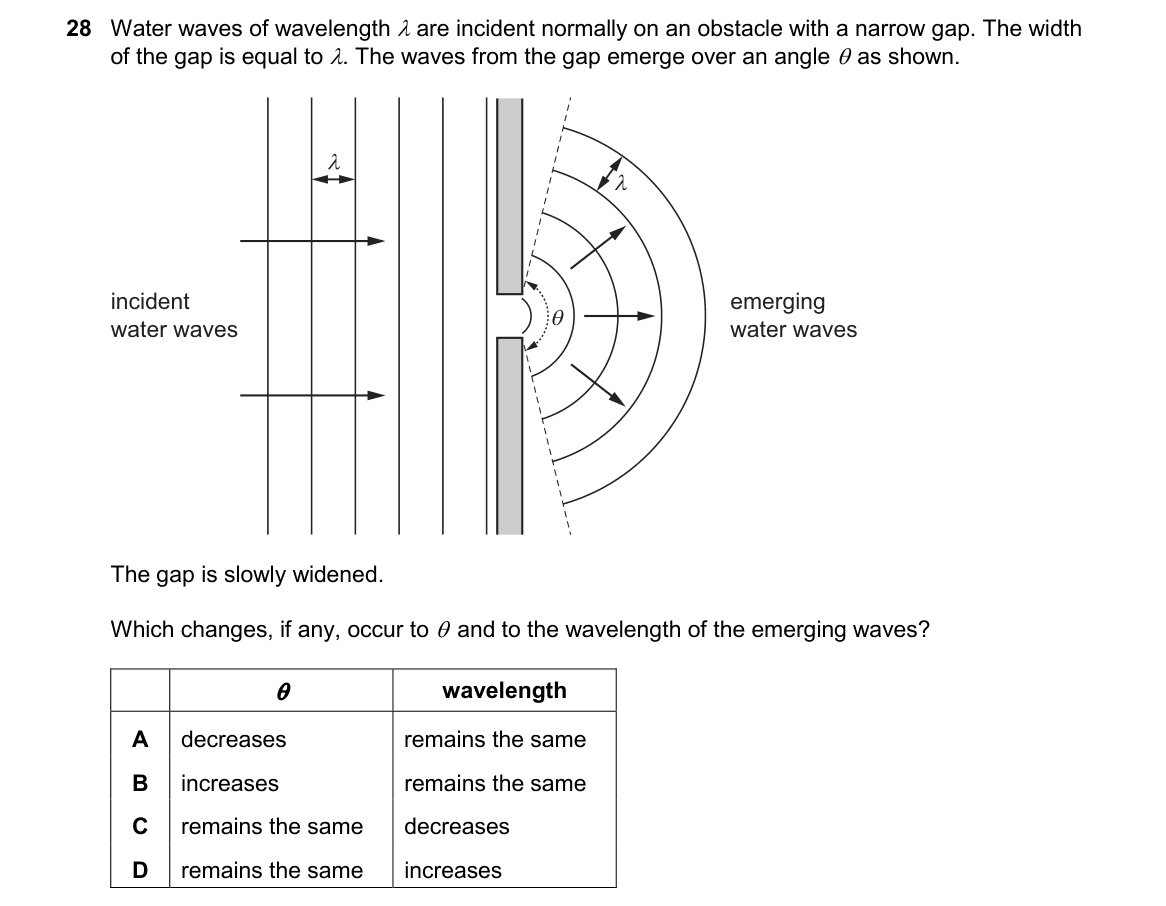 28 Water waves of wavelength λ are incident normally on an obstacle with a narrow gap. The width
of the gap is equal to λ. The waves from the gap emerge over an angle θ as shown.
λ
λ
incident
water waves
θ
emerging
water waves
The gap is slowly widened.
Which changes, if any, occur to θ and to the wavelength of the emerging waves?
θ wavelength
A decreases remains the same
B increases remains the same
C remains the same decreases
D remains the same increases